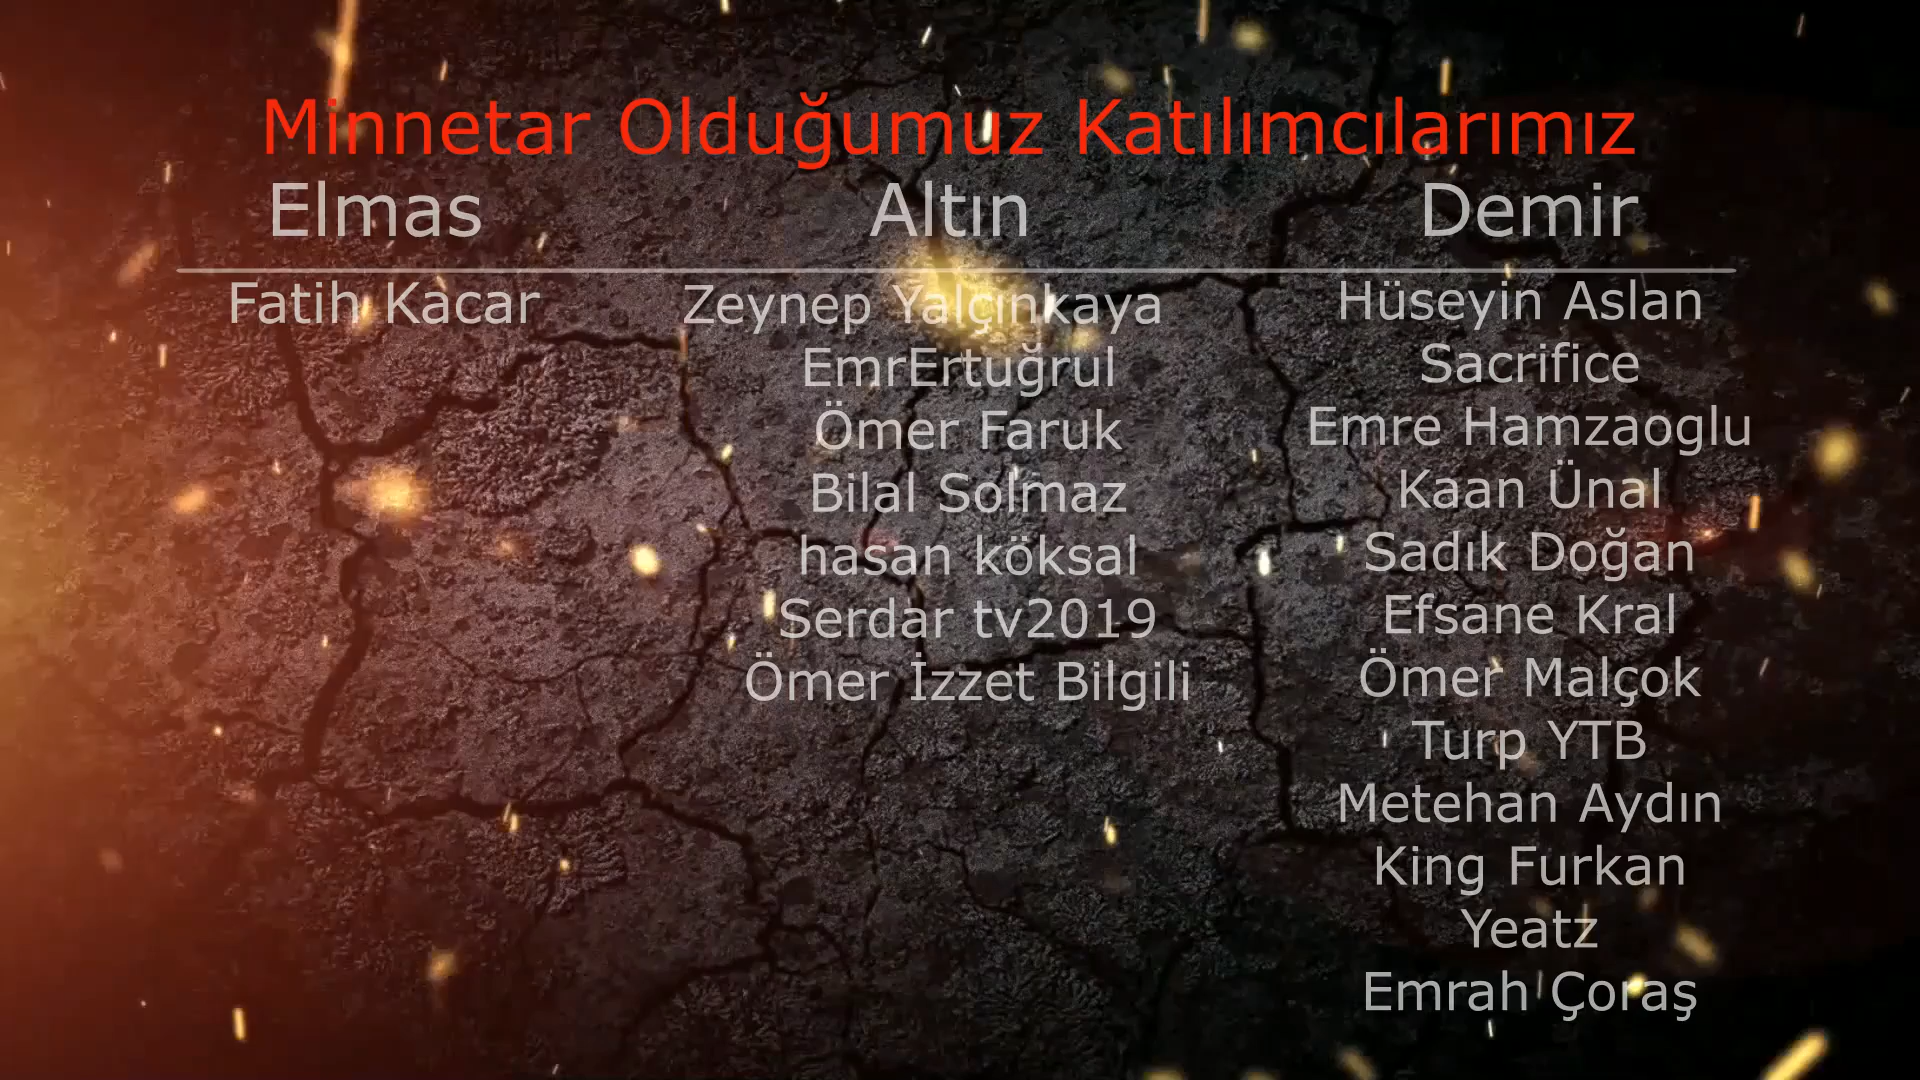 Minnetar Olduğumuz Katılımcılarımız
Elmas
Fatih Kacar
Altın
Zeynep Yalçınkaya
EmrErtuğrul
Ömer Faruk
Bilal Solmaz
hasan köksal
Serdar tv2019
Ömer İzzet Bilgili
Demir
Hüseyin Aslan
Sacrifice
Emre Hamzaoglu
Kaan Ünal
Sadık Doğan
Efsane Kral
Ömer Malçok
Turp YTB
Metehan Aydın
King Furkan
Yeatz
Emrah Çoraş